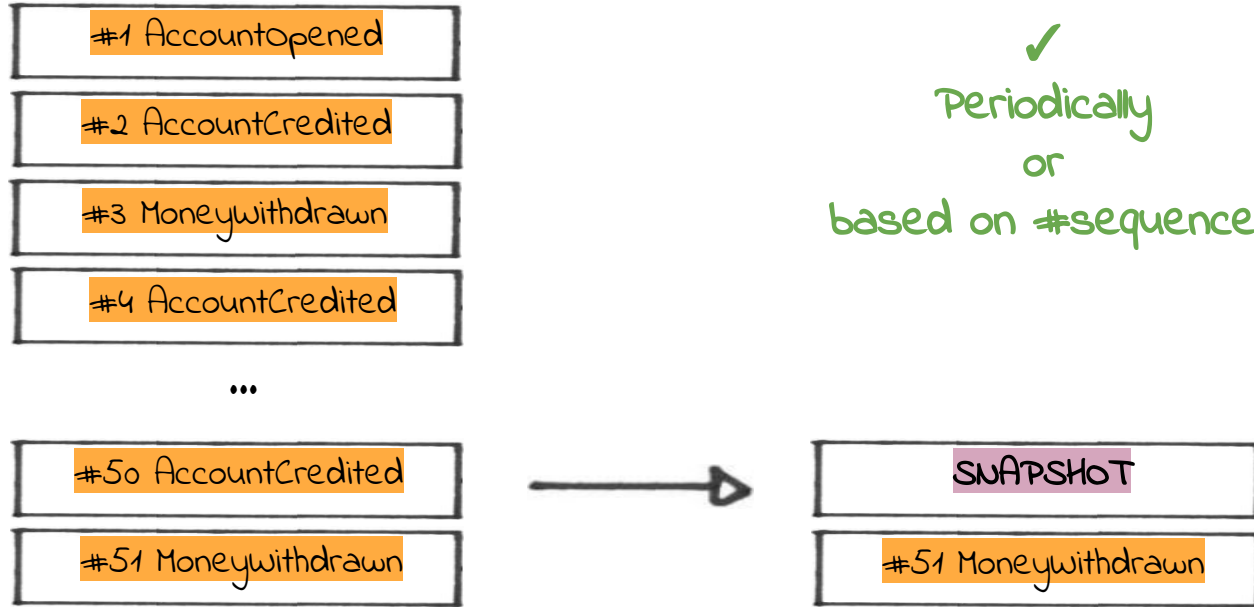 #1 AccountOpened
#2 AccountCredited
#3 MoneyWithdrawn
#4 AccountCredited
...
#50 AccountCredited
#51 MoneyWithdrawn
✓
Periodically
or
based on #sequence
SNAPSHOT
#51 MoneyWithdrawn